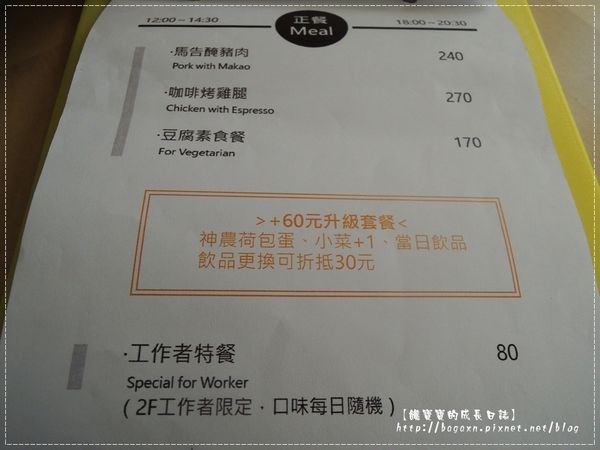 12:00 ~ 14:30
正餐
Meal
18:00 ~ 20:30
·馬告醃豬肉 240
Pork with Makao
·咖啡烤雞腿 270
Chicken with Espresso
·豆腐素食餐 170
For Vegetarian
>+60元升級套餐<
神農荷包蛋、小菜+1、當日飲品
飲品更換可折抵30元
·工作者特餐 80
Special for Worker
(2F工作者限定．口味每日隨機)
【饅寶寶的成長日誌】
http://bogaxn.pixnet.net/blog